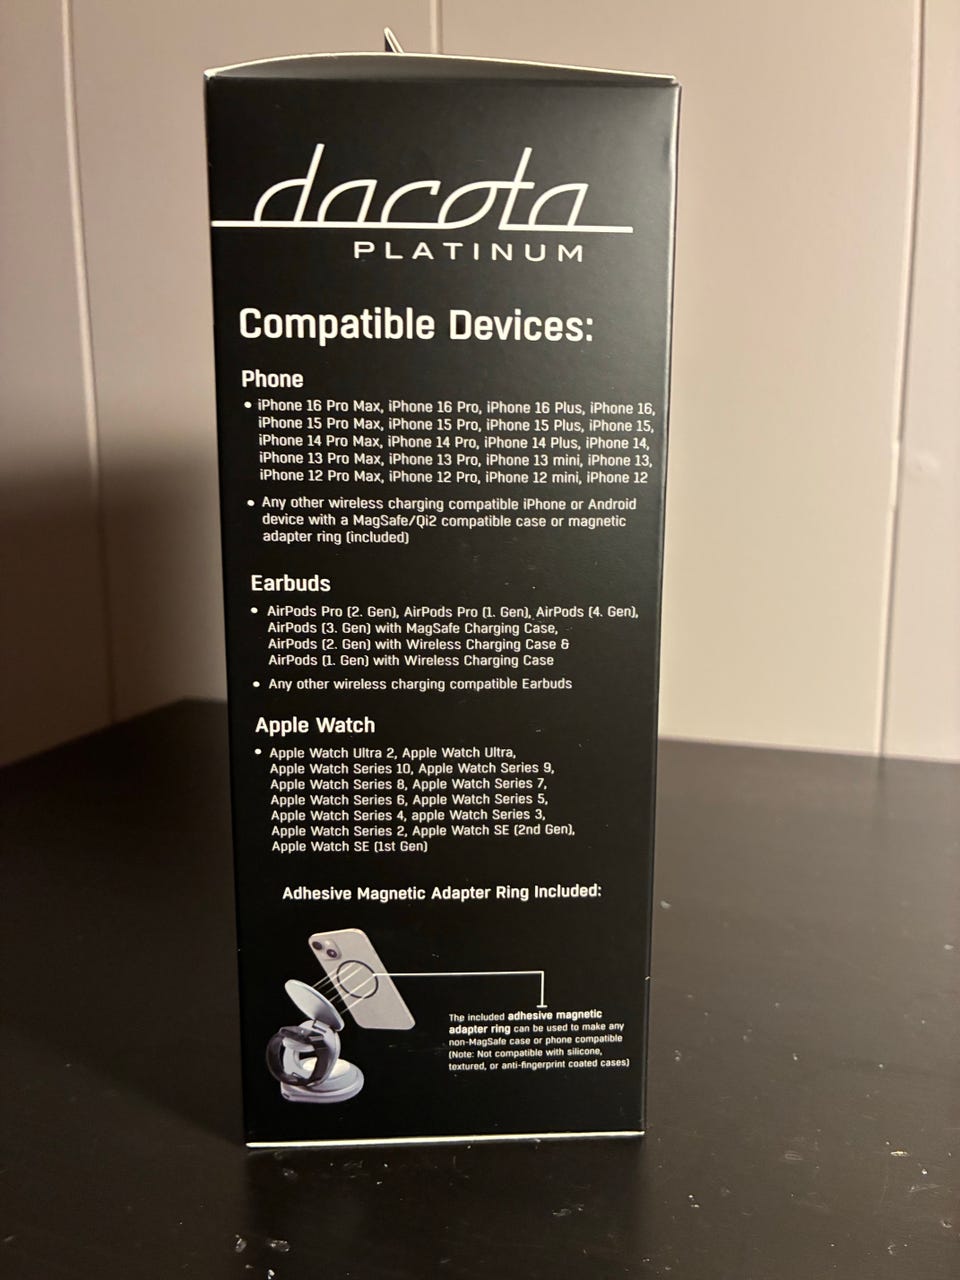 dacota
PLATINUM
Compatible Devices:
Phone
• iPhone 16 Pro Max, iPhone 16 Pro, iPhone 16 Plus, iPhone 16,
iPhone 15 Pro Max, iPhone 15 Pro, iPhone 15 Plus, iPhone 15,
iPhone 14 Pro Max, iPhone 14 Pro, iPhone 14 Plus, iPhone 14,
iPhone 13 Pro Max, iPhone 13 Pro, iPhone 13 mini, iPhone 13,
iPhone 12 Pro Max, iPhone 12 Pro, iPhone 12 mini, iPhone 12
• Any other wireless charging compatible iPhone or Android
device with a MagSafe/Qi2 compatible case or magnetic
adapter ring (included)
Earbuds
• AirPods Pro (2. Gen), AirPods Pro (1. Gen), AirPods (4. Gen),
AirPods (3. Gen) with MagSafe Charging Case,
AirPods (2. Gen) with Wireless Charging Case &
AirPods (1. Gen) with Wireless Charging Case
• Any other wireless charging compatible Earbuds
Apple Watch
• Apple Watch Ultra 2, Apple Watch Ultra,
Apple Watch Series 10, Apple Watch Series 9,
Apple Watch Series 8, Apple Watch Series 7,
Apple Watch Series 6, Apple Watch Series 5,
Apple Watch Series 4, apple Watch Series 3,
Apple Watch Series 2, Apple Watch SE (2nd Gen),
Apple Watch SE (1st Gen)
Adhesive Magnetic Adapter Ring Included:
The included adhesive magnetic
adapter ring can be used to make any
non-MagSafe case or phone compatible
(Note: Not compatible with silicone,
textured, or anti-fingerprint coated cases)